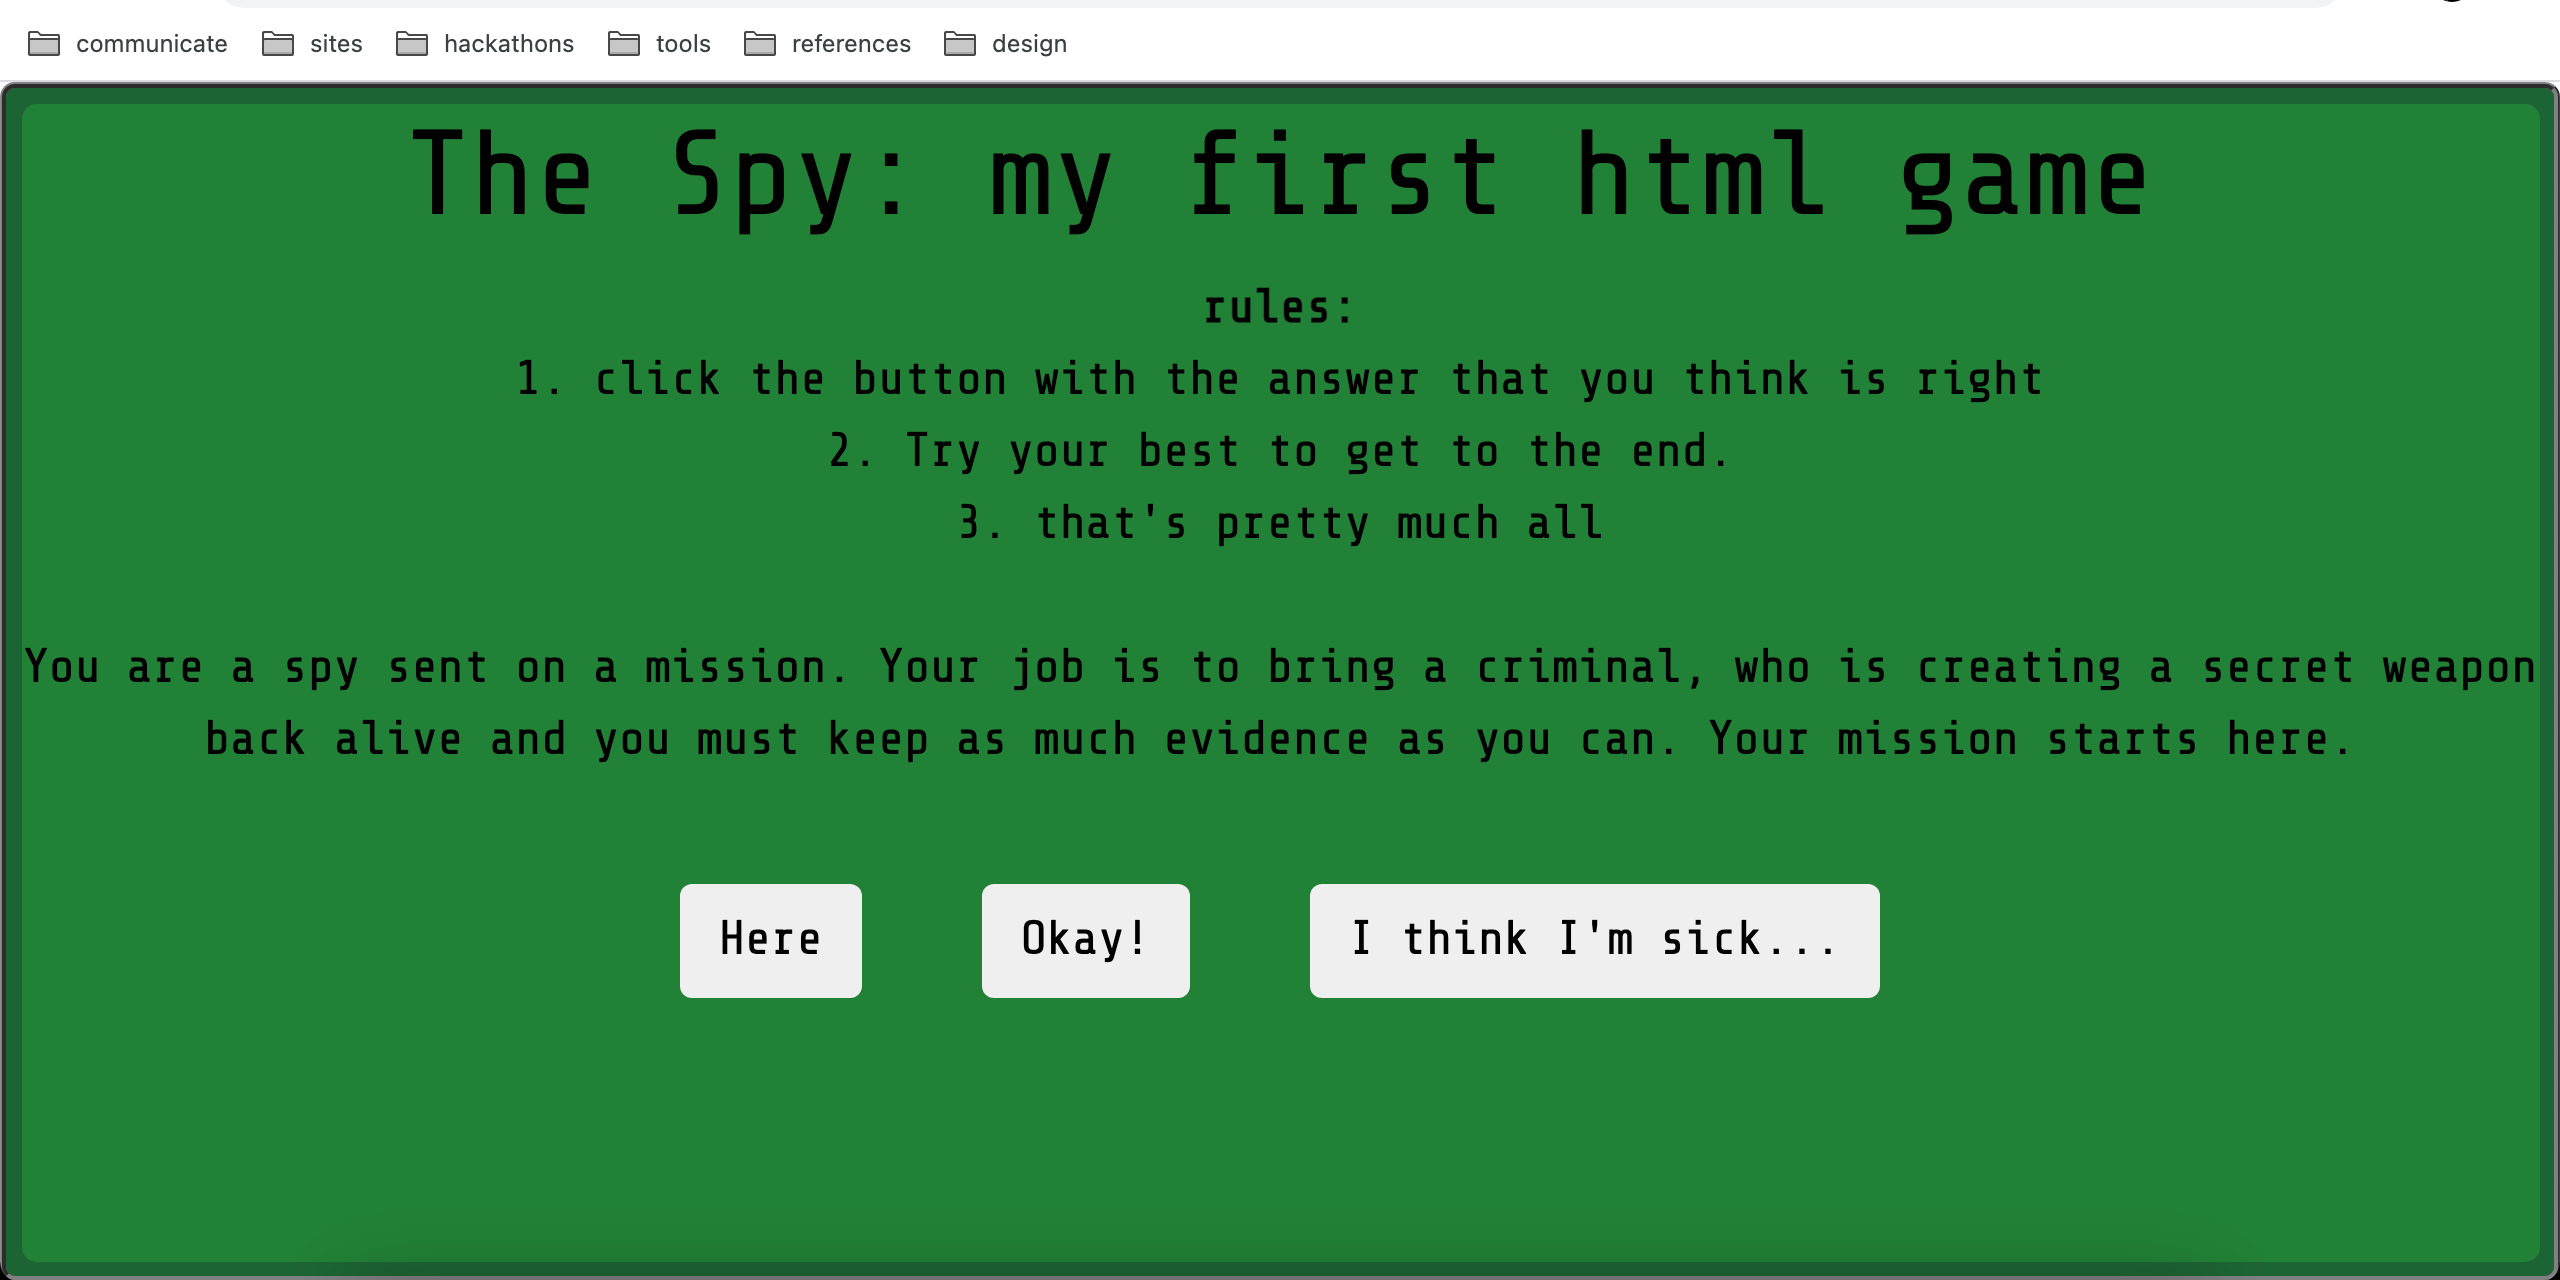 communicate sites hackathons tools references design
The Spy: my first html game
rules:
1. click the button with the answer that you think is right
2. Try your best to get to the end.
3. that's pretty much all
You are a spy sent on a mission. Your job is to bring a criminal, who is creating a secret weapon
back alive and you must keep as much evidence as you can. Your mission starts here.
Here Okay! I think I'm sick...